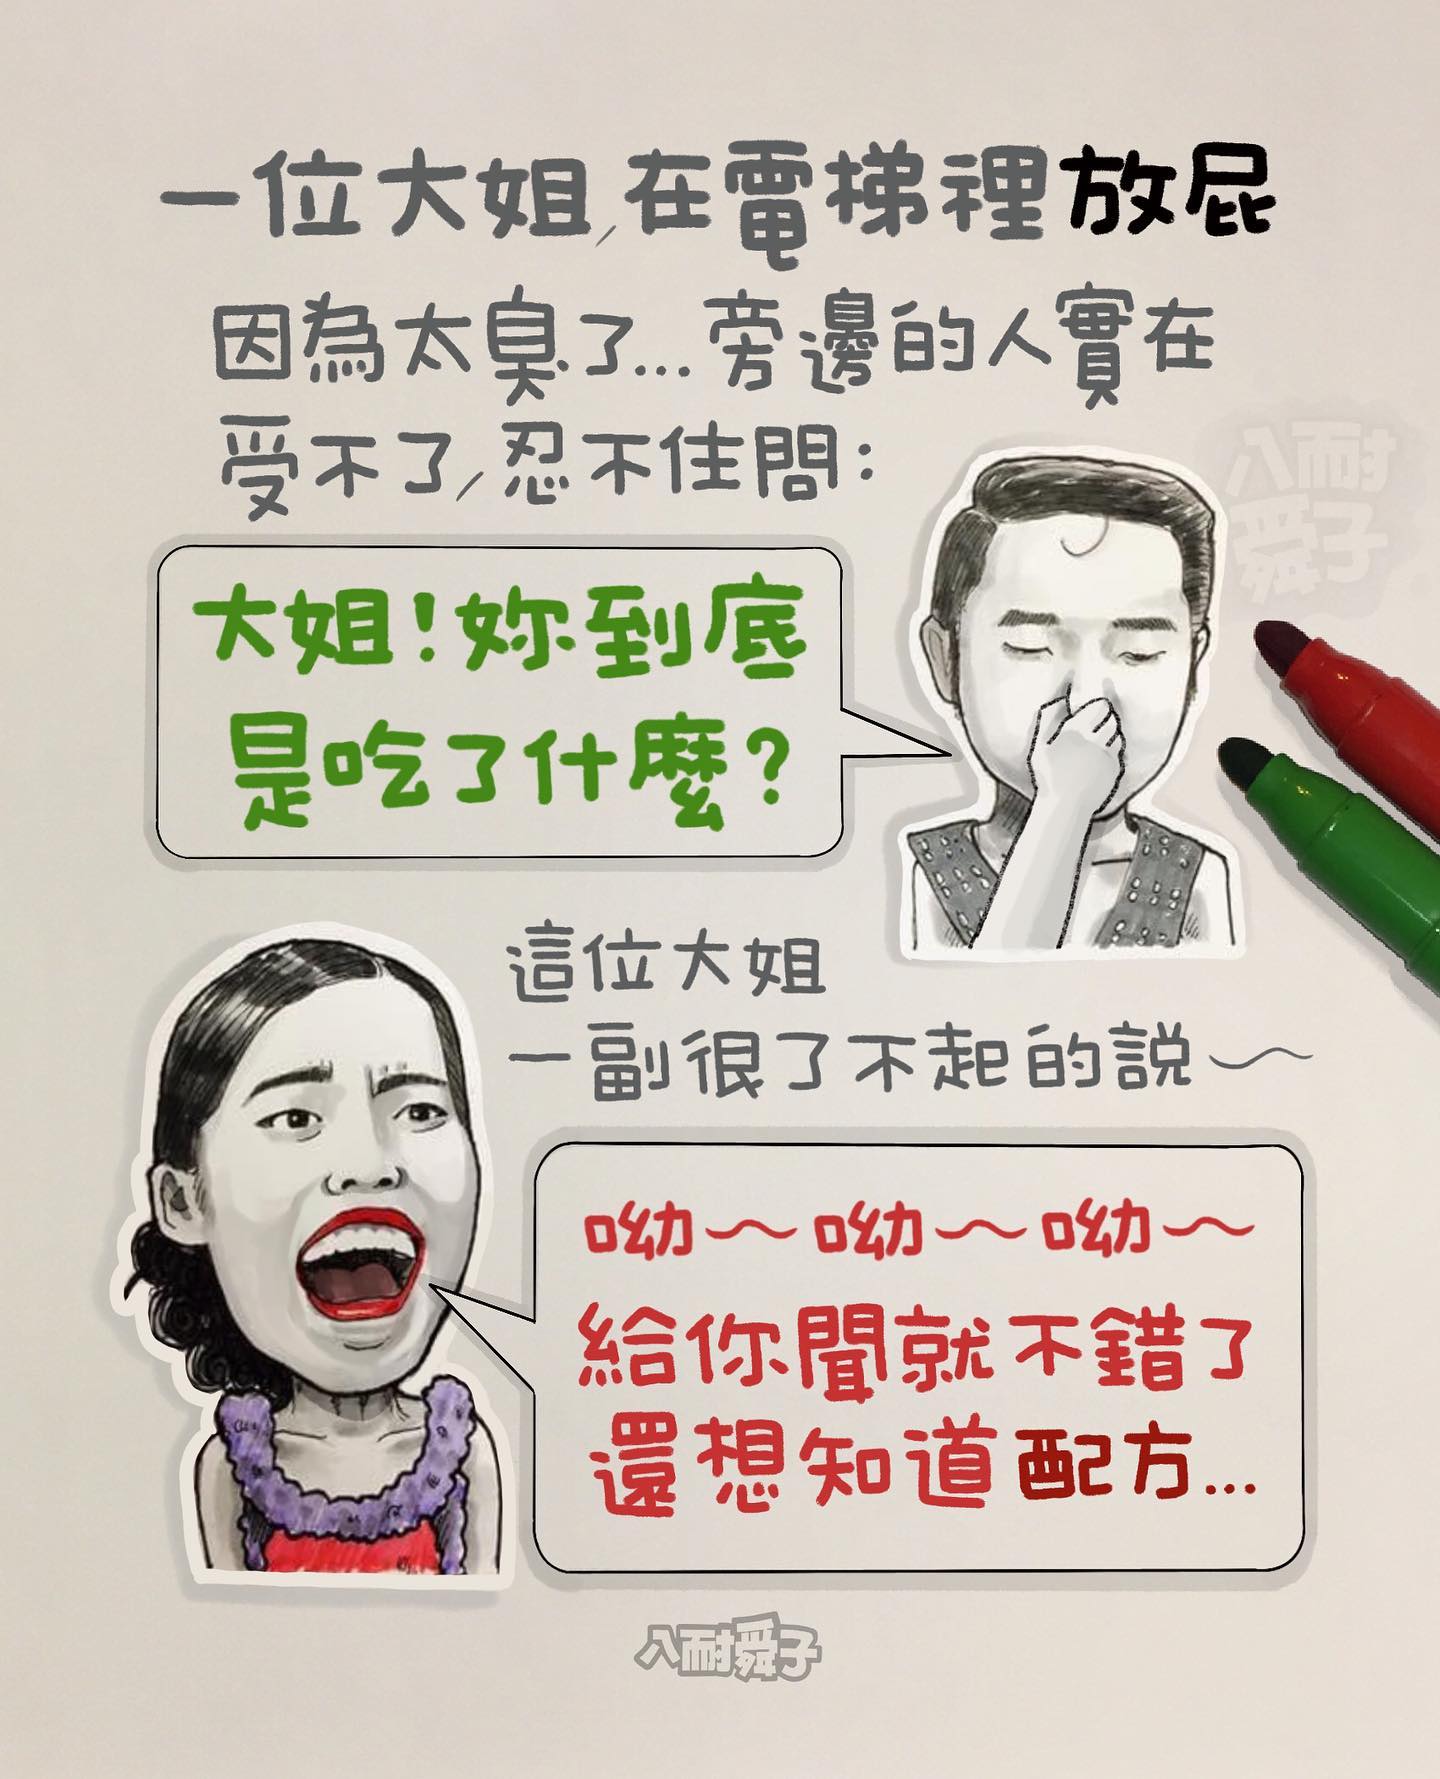 一位大姐,在電梯裡放屁
因為太臭了...旁邊的人實在
受不了,忍不住問:
八耐
舜子
大姐!妳到底
是吃了什麼?
這位大姐
一副很了不起的説~
呦~呦~呦~
給你聞就不錯了
還想知道配方...
八耐舜子